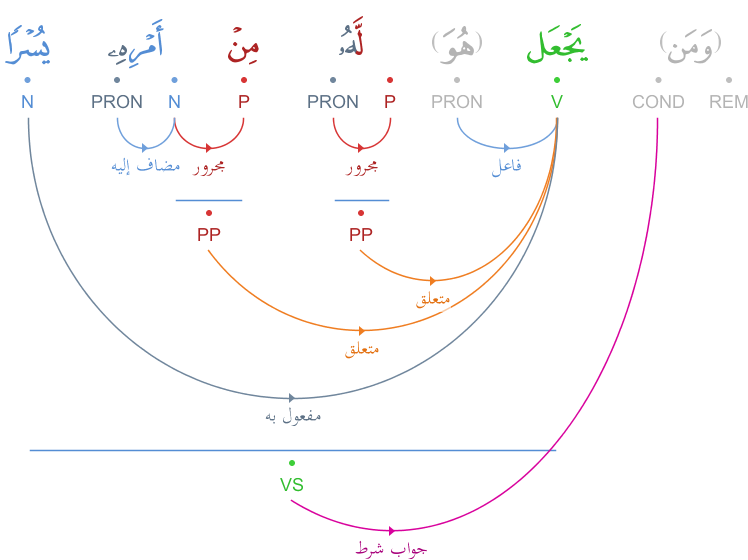 (وَمَن) يَجْعَل (هُوَ) لَّهُۥ مِنْ أَمْرِهِۦ يُسْرًا
REM COND V PRON P PRON P N PRON N
فاعل مجرور مجرور مضاف إليه
PP PP
متعلق
متعلق
مفعول به
VS
جواب شرط